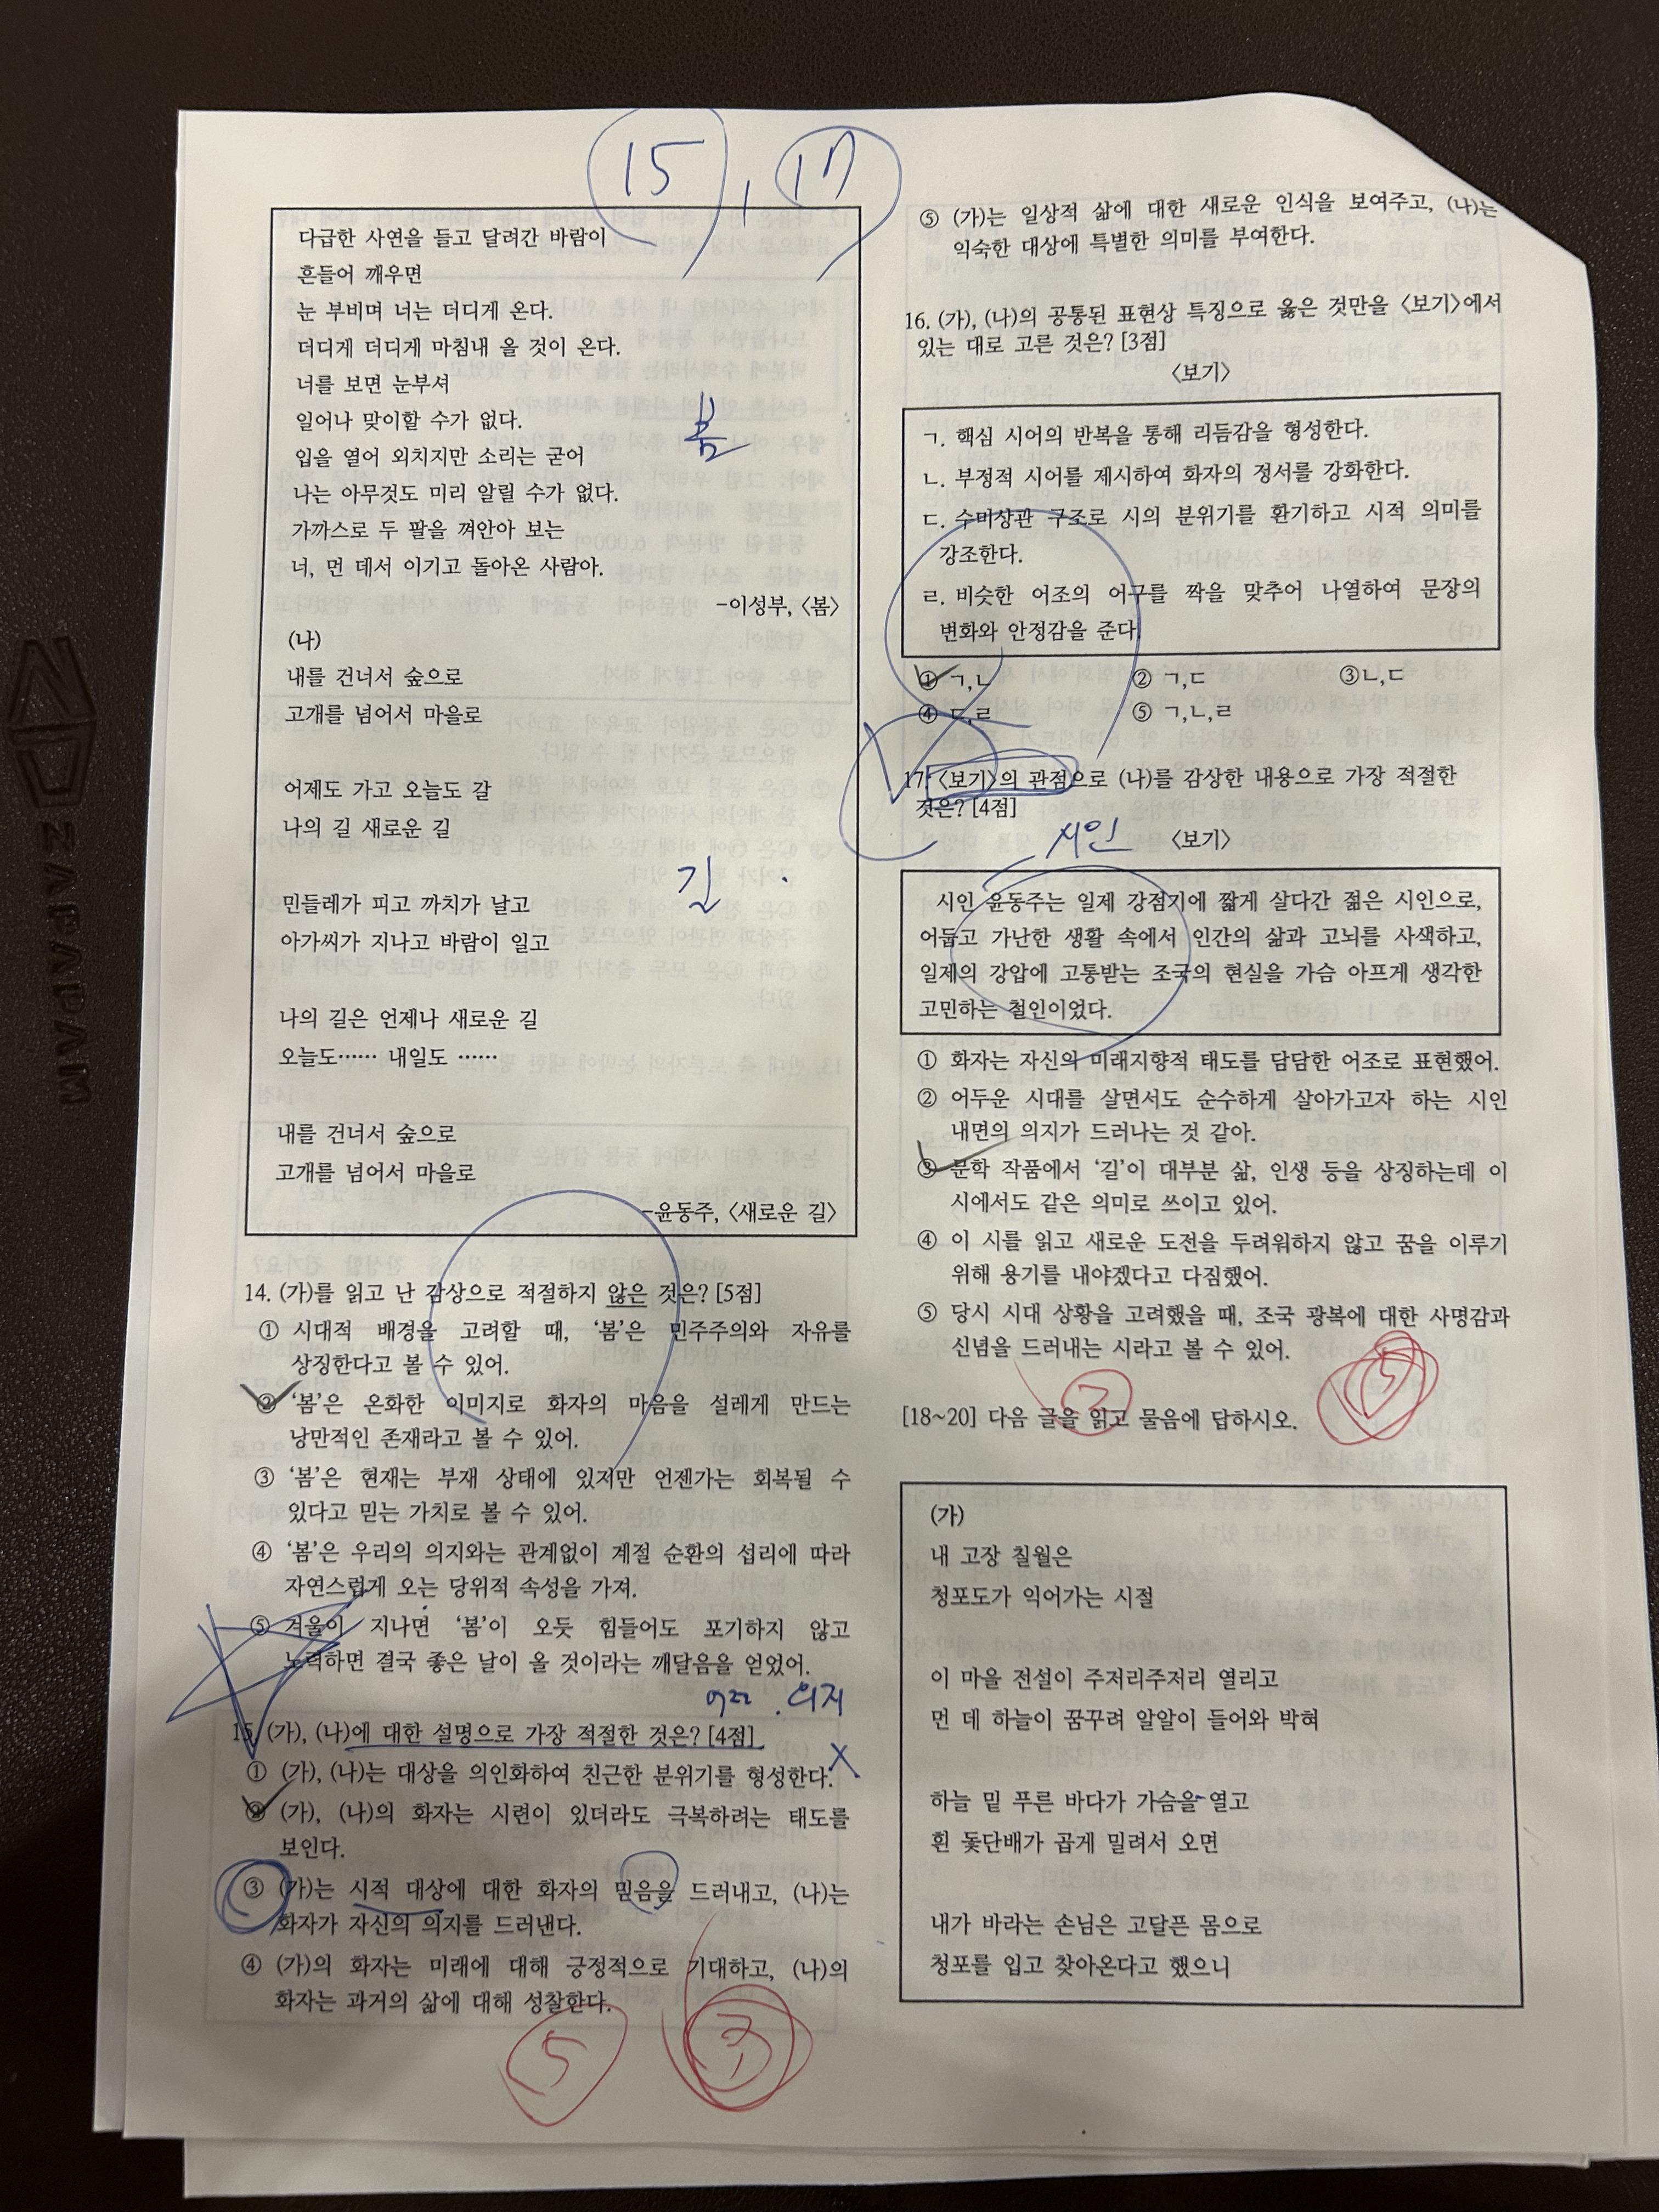 15, 17
다급한 사연을 들고 달려간 바람이
흔들어 깨우면
눈 부비며 너는 더디게 온다.
더디게 더디게 마침내 올 것이 온다.
너를 보면 눈부셔
일어나 맞이할 수가 없다.
입을 열어 외치지만 소리는 굳어
나는 아무것도 미리 알릴 수가 없다.
가까스로 두 팔을 껴안아 보는
너, 먼 데서 이기고 돌아온 사람아.
-이성부, <봄>
봄
(나)
내를 건너서 숲으로
고개를 넘어서 마을로
어제도 가고 오늘도 갈
나의 길 새로운 길
길
민들레가 피고 까치가 날고
아가씨가 지나고 바람이 일고
나의 길은 언제나 새로운 길
오늘도…… 내일도 ……
내를 건너서 숲으로
고개를 넘어서 마을로
-윤동주, <새로운 길>
14. (가)를 읽고 난 감상으로 적절하지 않은 것은? [5점]
① 시대적 배경을 고려할 때, ‘봄’은 민주주의와 자유를
상징한다고 볼 수 있어.
② ‘봄’은 온화한 이미지로 화자의 마음을 설레게 만드는
낭만적인 존재라고 볼 수 있어.
③ ‘봄’은 현재는 부재 상태에 있지만 언젠가는 회복될 수
있다고 믿는 가치로 볼 수 있어.
④ ‘봄’은 우리의 의지와는 관계없이 계절 순환의 섭리에 따라
자연스럽게 오는 당위적 속성을 가져.
⑤ 겨울이 지나면 ‘봄’이 오듯 힘들어도 포기하지 않고
노력하면 결국 좋은 날이 올 것이라는 깨달음을 얻었어.
의지
15. (가), (나)에 대한 설명으로 가장 적절한 것은? [4점]
① (가), (나)는 대상을 의인화하여 친근한 분위기를 형성한다.
② (가), (나)의 화자는 시련이 있더라도 극복하려는 태도를
보인다.
③ (가)는 시적 대상에 대한 화자의 믿음을 드러내고, (나)는
화자가 자신의 의지를 드러낸다.
④ (가)의 화자는 미래에 대해 긍정적으로 기대하고, (나)의
화자는 과거의 삶에 대해 성찰한다.
5
⑤ (가)는 일상적 삶에 대한 새로운 인식을 보여주고, (나)는
익숙한 대상에 특별한 의미를 부여한다.
16. (가), (나)의 공통된 표현상 특징으로 옳은 것만을 <보기>에서
있는 대로 고른 것은? [3점]
<보기>
ㄱ. 핵심 시어의 반복을 통해 리듬감을 형성한다.
ㄴ. 부정적 시어를 제시하여 화자의 정서를 강화한다.
ㄷ. 수미상관 구조로 시의 분위기를 환기하고 시적 의미를
강조한다.
ㄹ. 비슷한 어조의 어구를 짝을 맞추어 나열하여 문장의
변화와 안정감을 준다.
① ㄱ,ㄴ ② ㄱ,ㄷ ③ㄴ,ㄷ
④ ㄷ,ㄹ ⑤ ㄱ,ㄴ,ㄹ
17. <보기>의 관점으로 (나)를 감상한 내용으로 가장 적절한
것은? [4점]
시인
<보기>
시인 윤동주는 일제 강점기에 짧게 살다간 젊은 시인으로,
어둡고 가난한 생활 속에서 인간의 삶과 고뇌를 사색하고,
일제의 강압에 고통받는 조국의 현실을 가슴 아프게 생각한
고민하는 철인이었다.
① 화자는 자신의 미래지향적 태도를 담담한 어조로 표현했어.
② 어두운 시대를 살면서도 순수하게 살아가고자 하는 시인
내면의 의지가 드러나는 것 같아.
③ 문학 작품에서 ‘길’이 대부분 삶, 인생 등을 상징하는데 이
시에서도 같은 의미로 쓰이고 있어.
④ 이 시를 읽고 새로운 도전을 두려워하지 않고 꿈을 이루기
위해 용기를 내야겠다고 다짐했어.
⑤ 당시 시대 상황을 고려했을 때, 조국 광복에 대한 사명감과
신념을 드러내는 시라고 볼 수 있어.
2 5
[18~20] 다음 글을 읽고 물음에 답하시오.
(가)
내 고장 칠월은
청포도가 익어가는 시절
이 마을 전설이 주저리주저리 열리고
먼 데 하늘이 꿈꾸려 알알이 들어와 박혀
하늘 밑 푸른 바다가 가슴을 열고
흰 돛단배가 곱게 밀려서 오면
내가 바라는 손님은 고달픈 몸으로
청포를 입고 찾아온다고 했으니